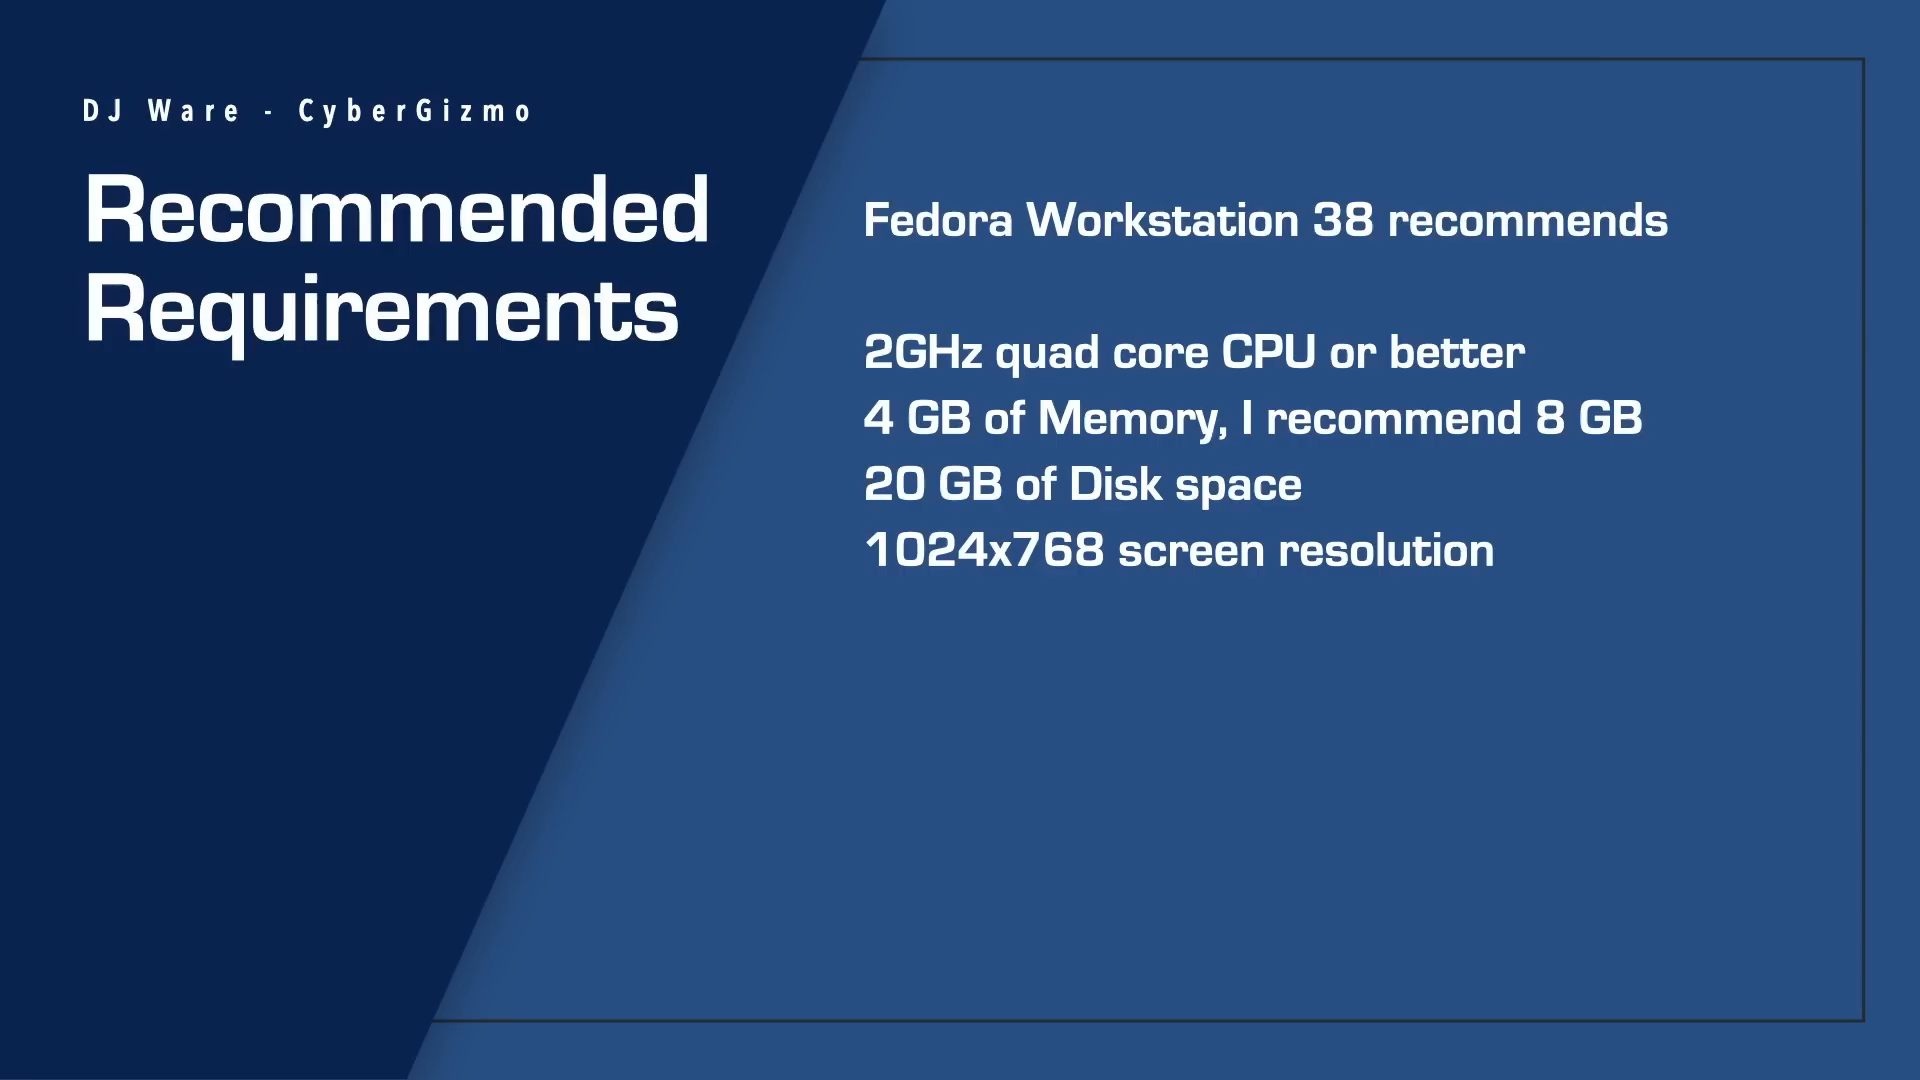 DJ Ware - CyberGizmo
Recommended
Requirements
Fedora Workstation 38 recommends
2GHz quad core CPU or better
4 GB of Memory, I recommend 8 GB
20 GB of Disk space
1024x768 screen resolution